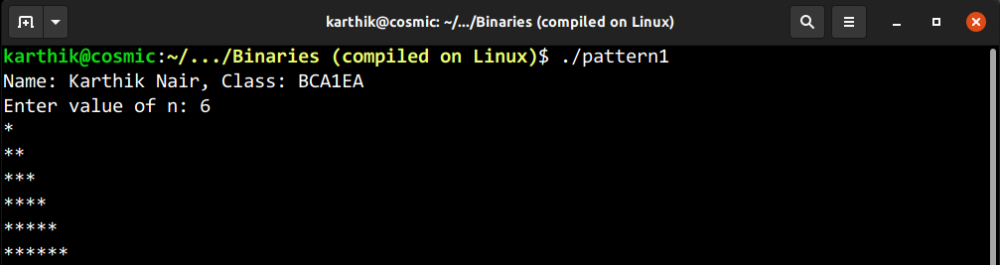 karthik@cosmic: ~/.../Binaries (compiled on Linux)
karthik@cosmic:~/.../Binaries (compiled on Linux)$ ./pattern1
Name: Karthik Nair, Class: BCA1EA
Enter value of n: 6
*
**
***
****
*****
******